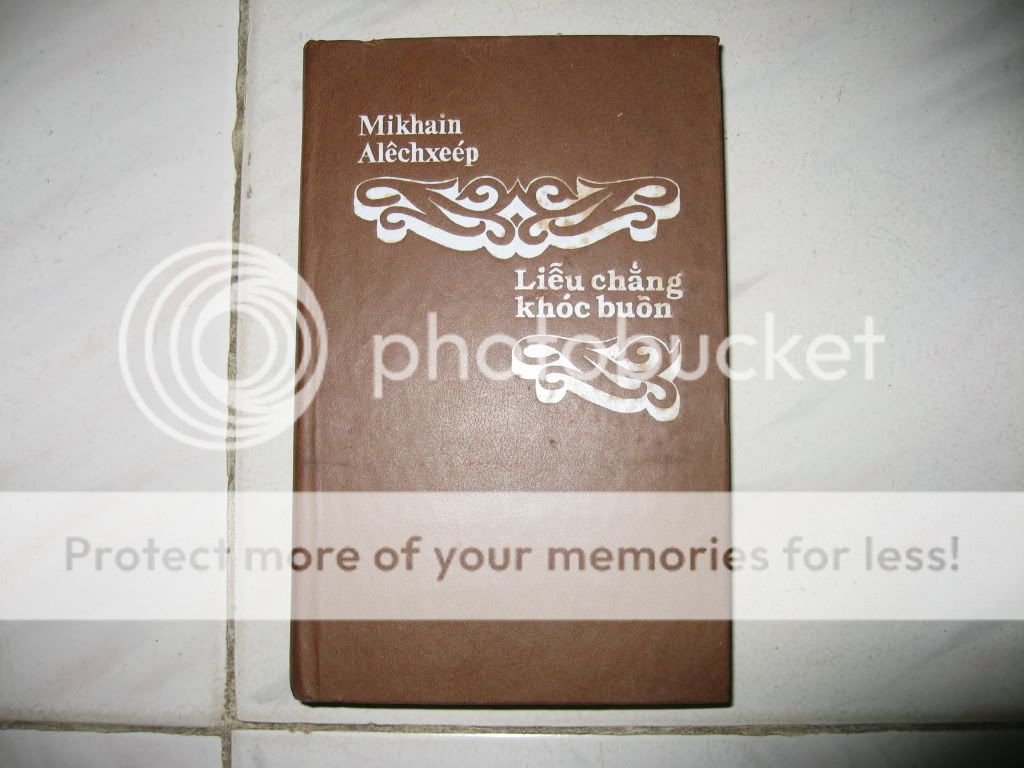 Mikhain
Alêchxeép
Liễu chẳng
khóc buồn
photobucket
Protect more of your memories for less!